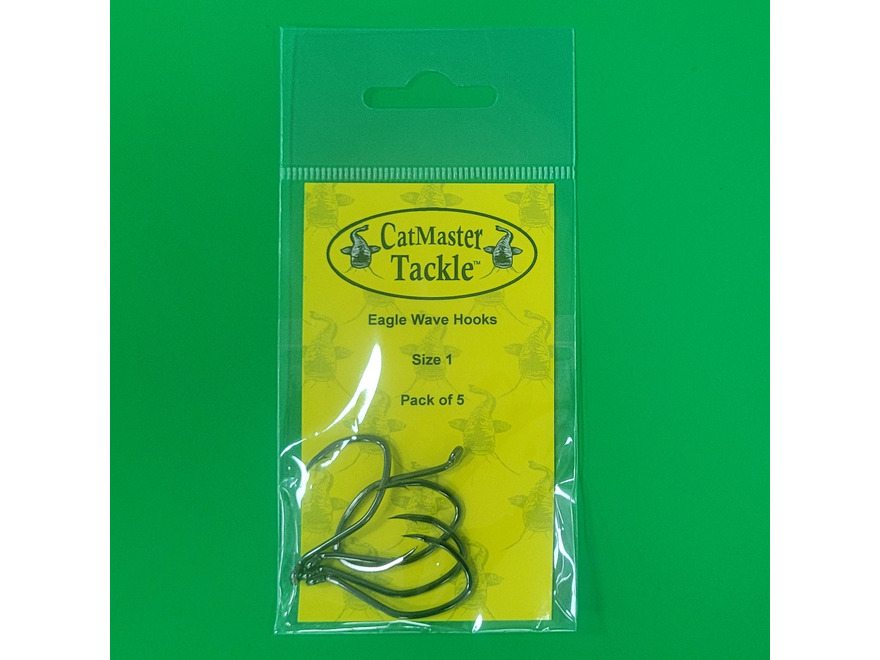 CatMaster
Tackle™
Eagle Wave Hooks
Size 1
Pack of 5